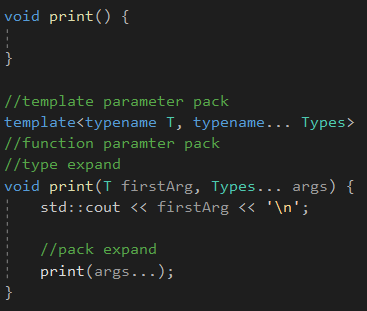 void print() {
}
//template parameter pack
template<typename T, typename... Types>
//function paramter pack
//type expand
void print(T firstArg, Types... args) {
std::cout << firstArg << '\n';
//pack expand
print(args...);
}